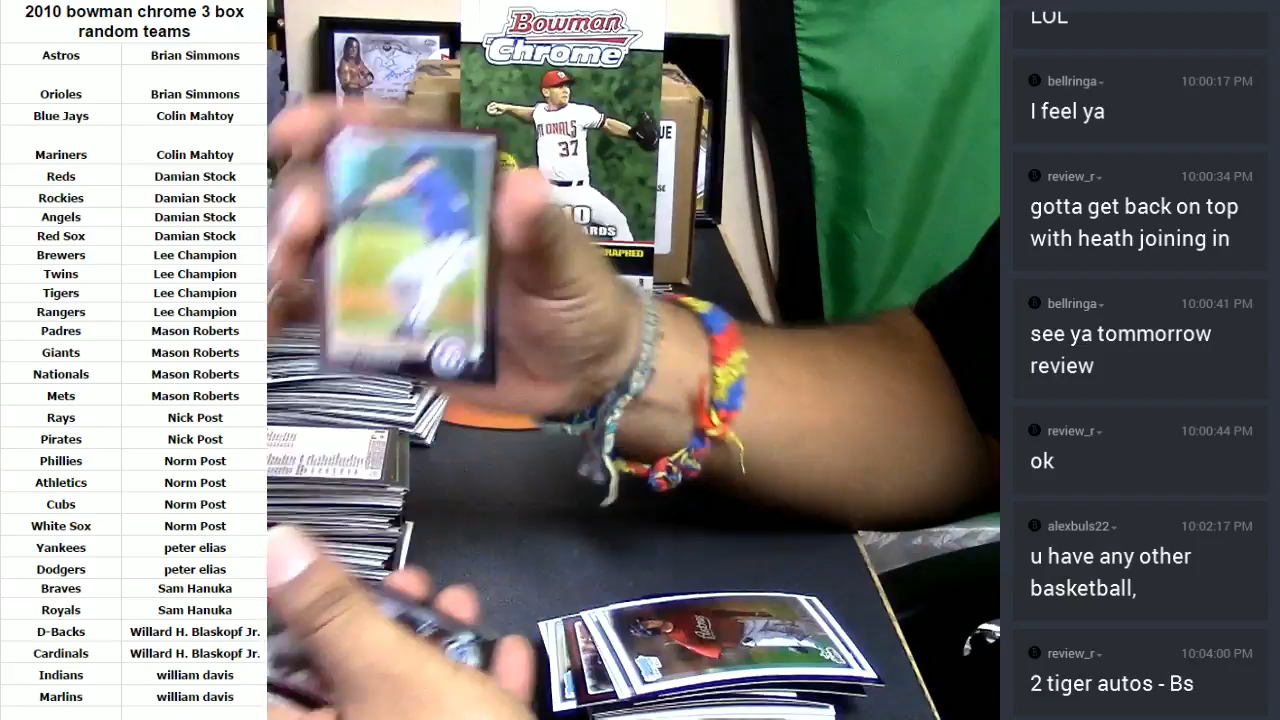 2010 bowman chrome 3 box
random teams
Astros Brian Simmons
Orioles Brian Simmons
Blue Jays Colin Mahtoy
Mariners Colin Mahtoy
Reds Damian Stock
Rockies Damian Stock
Angels Damian Stock
Red Sox Damian Stock
Brewers Lee Champion
Twins Lee Champion
Tigers Lee Champion
Rangers Lee Champion
Padres Mason Roberts
Giants Mason Roberts
Nationals Mason Roberts
Mets Mason Roberts
Rays Nick Post
Pirates Nick Post
Phillies Norm Post
Athletics Norm Post
Cubs Norm Post
White Sox Norm Post
Yankees peter elias
Dodgers peter elias
Braves Sam Hanuka
Royals Sam Hanuka
D-Backs Willard H. Blaskopf Jr.
Cardinals Willard H. Blaskopf Jr.
Indians william davis
Marlins william davis
Bowman
Chrome
37
LOL
bellringa 10:00:17 PM
I feel ya
review_r 10:00:34 PM
gotta get back on top
with heath joining in
bellringa 10:00:41 PM
see ya tommorrow
review
review_r 10:00:44 PM
ok
alexbuls22 10:02:17 PM
u have any other
basketball,
review_r 10:04:00 PM
2 tiger autos - Bs